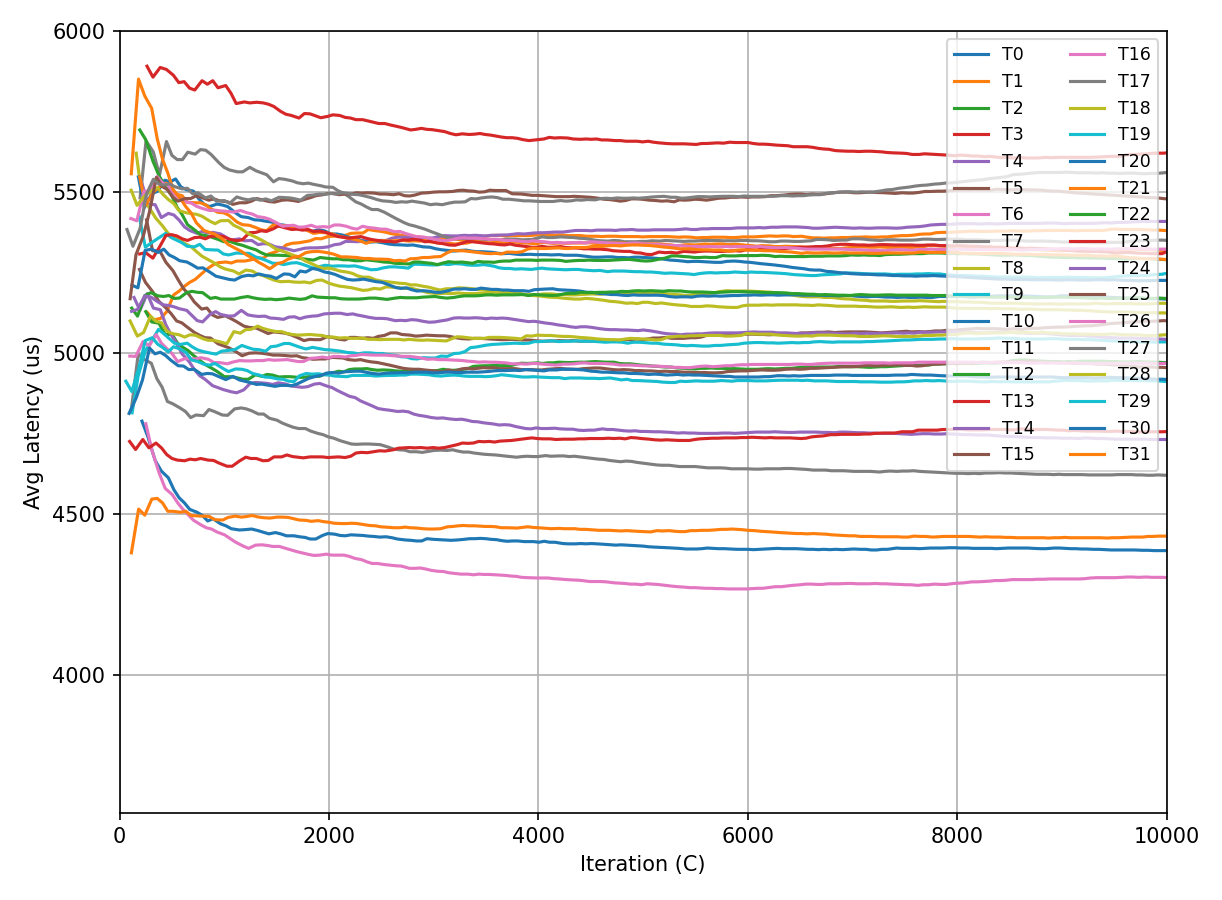 6000
5500
5000
4500
4000
Avg Latency (us)
0 2000 4000 6000 8000 10000
Iteration (C)
T0 T16
T1 T17
T2 T18
T3 T19
T4 T20
T5 T21
T6 T22
T7 T23
T8 T24
T9 T25
T10 T26
T11 T27
T12 T28
T13 T29
T14 T30
T15 T31